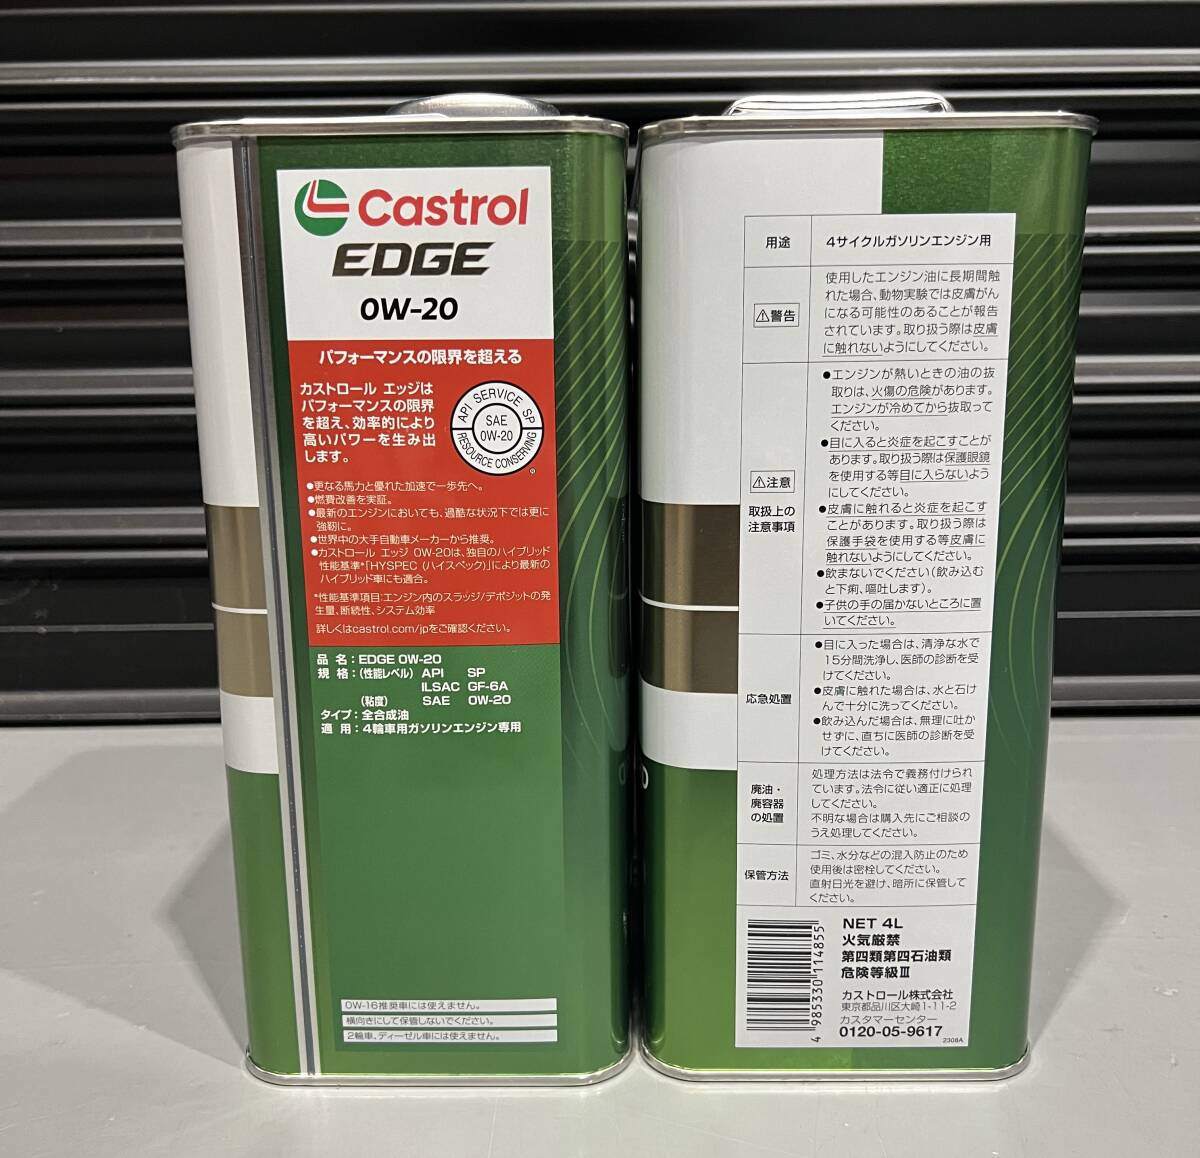 Castrol
EDGE
0W-20
パフォーマンスの限界を超える
カストロール エッジは
パフォーマンスの限界
を超え、効率的により
高いパワーを生み出
します。
API SERVICE SP
SAE
0W-20
RESOURCE CONSERVING
●更なる馬力と優れた加速で一歩先へ。
●燃費改善を実証。
●最新のエンジンにおいても、過酷な状況下では更に
強靭に。
●世界中の大手自動車メーカーから推奨。
●カストロール エッジ 0W-20は、独自のハイブリッド
性能基準*「HYSPEC (ハイスペック)」により最新の
ハイブリッド車にも適合。
*性能基準項目:エンジン内のスラッジ/デポジットの発
生量、断続性、システム効率
詳しくはcastrol.com/jpをご確認ください。
品 名:EDGE 0W-20
規 格:(性能レベル) API SP
ILSAC GF-6A
(粘度) SAE 0W-20
タイプ:全合成油
適 用:4輪車用ガソリンエンジン専用
0W-16推奨車には使えません。
横向きにして保管しないでください。
2輪車、ディーゼル車には使えません。
用途
4サイクルガソリンエンジン用
⚠警告
使用したエンジン油に長期間触
れた場合、動物実験では皮膚がん
になる可能性のあることが報告
されています。取り扱う際は皮膚
に触れないようにしてください。
⚠注意
取扱上の
注意事項
●エンジンが熱いときの油の抜
取りは、火傷の危険があります。
エンジンが冷めてから抜取って
ください。
●目に入ると炎症を起こすことが
あります。取り扱う際は保護眼鏡
を使用する等目に入らないよう
にしてください。
●皮膚に触れると炎症を起こす
ことがあります。取り扱う際は
保護手袋を使用する等皮膚に
触れないようにしてください。
●飲まないでください(飲み込む
と下痢、嘔吐します)。
●子供の手の届かないところに置
いてください。
応急処置
●目に入った場合は、清浄な水で
15分間洗浄し、医師の診断を受
けてください。
●皮膚に触れた場合は、水と石け
んで十分に洗ってください。
●飲み込んだ場合は、無理に吐か
せずに、直ちに医師の診断を受
けてください。
廃油・
廃容器
の処置
処理方法は法令で義務付けられ
ています。法令に従い適正に処理
してください。
不明な場合は購入先にご相談の
うえ処理してください。
保管方法
ゴミ、水分などの混入防止のため
使用後は密栓してください。
直射日光を避け、暗所に保管して
ください。
4 985330 114855
NET 4L
火気厳禁
第四類第四石油類
危険等級Ⅲ
カストロール株式会社
東京都品川区大崎1-11-2
カスタマーセンター
0120-05-9617
2308A